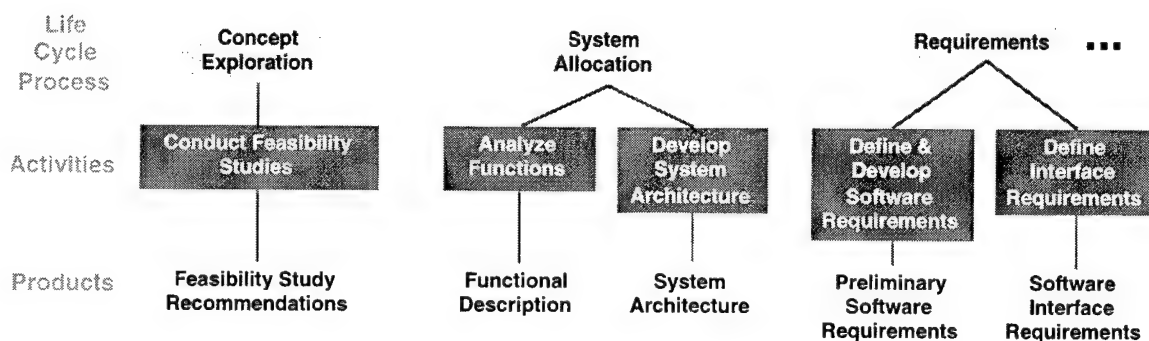 Life
Cycle
Process
Concept
Exploration
System
Allocation
Requirements ...
Activities
Conduct Feasibility
Studies
Analyze
Functions
Develop
System
Architecture
Define &
Develop
Software
Requirements
Define
Interface
Requirements
Products
Feasibility Study
Recommendations
Functional
Description
System
Architecture
Preliminary
Software
Requirements
Software
Interface
Requirements